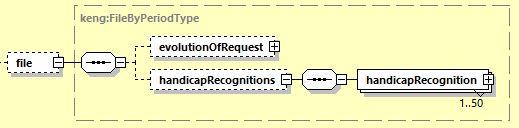 keng:FileByPeriodType
evolutionOfRequest
file
handicapRecognitions
handicapRecognition
1..50